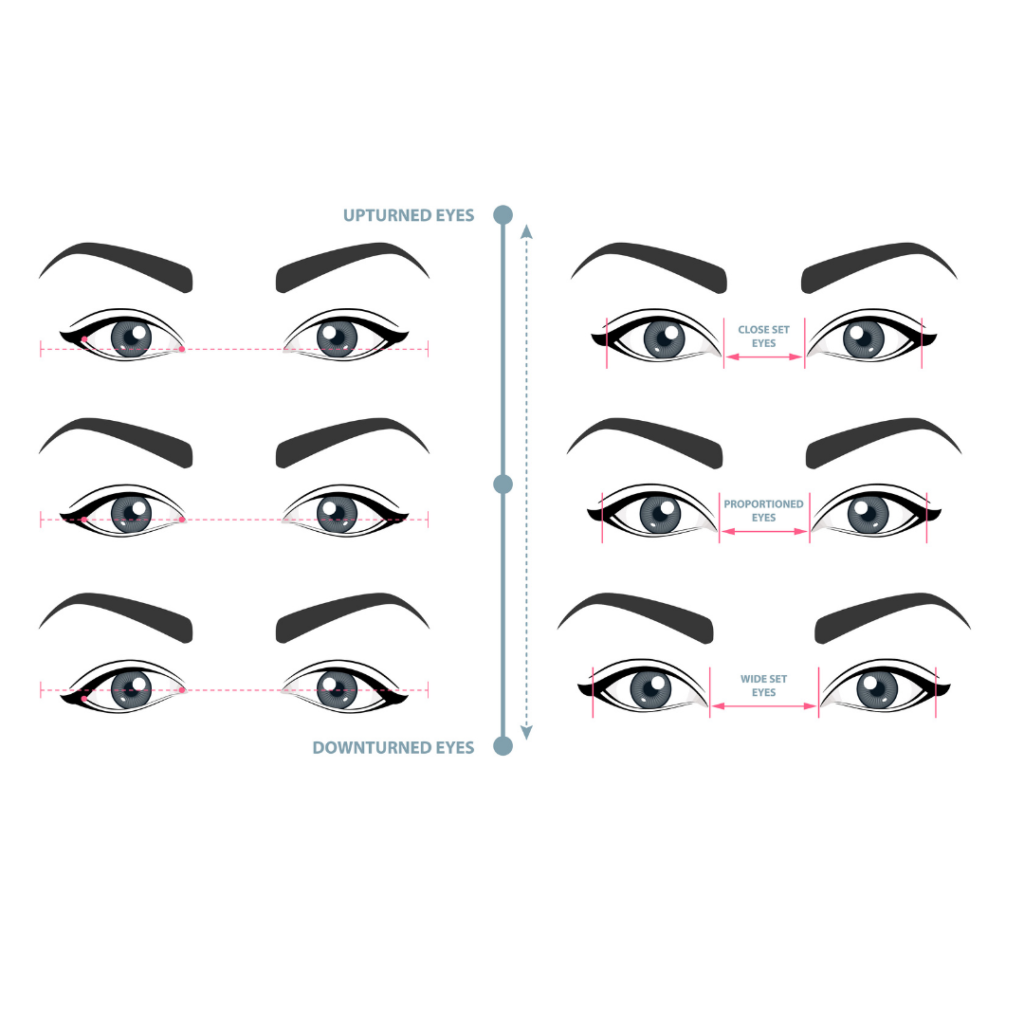 UPTURNED EYES
CLOSE SET
EYES
PROPORTIONED
EYES
WIDE SET
EYES
DOWNTURNED EYES